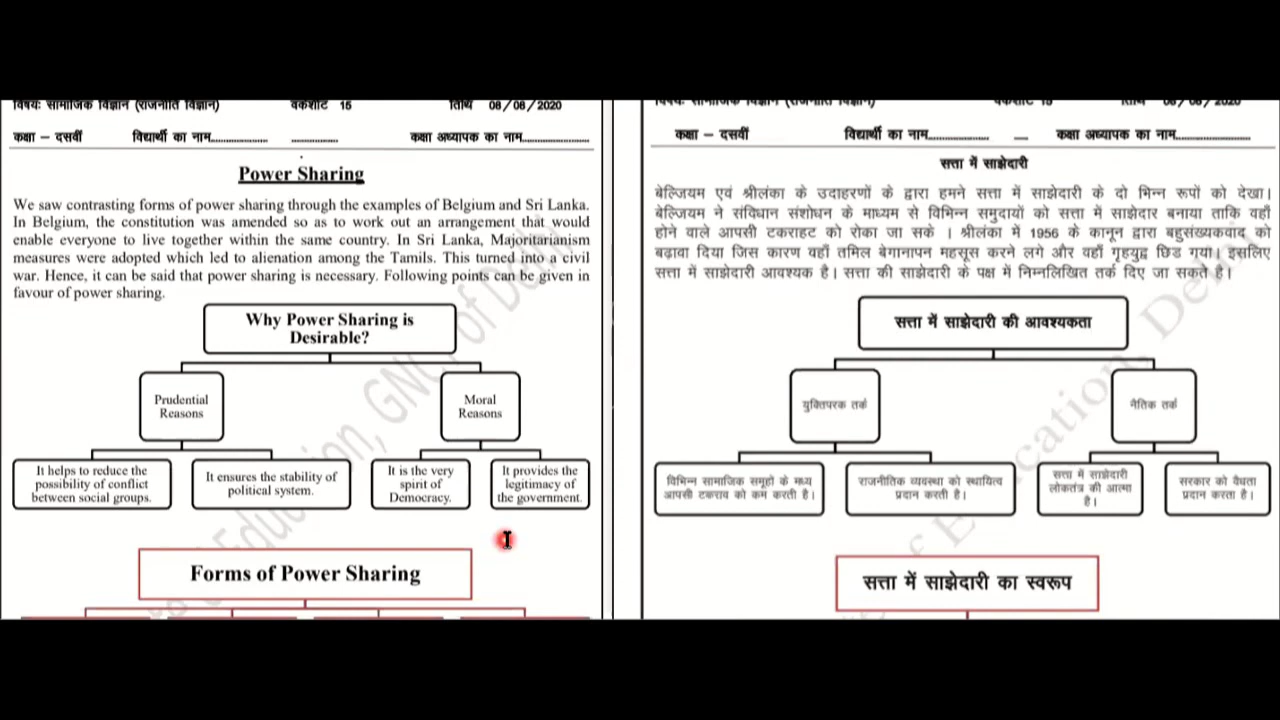 विषयः सामाजिक विज्ञान (राजनीति विज्ञान) वर्कशीट 15 तिथि 08/08/2020
कक्षा – दसवीं विद्यार्थी का नाम................ ............. कक्षा अध्यापक का नाम......................
Power Sharing
We saw contrasting forms of power sharing through the examples of Belgium and Sri Lanka.
In Belgium, the constitution was amended so as to work out an arrangement that would
enable everyone to live together within the same country. In Sri Lanka, Majoritarianism
measures were adopted which led to alienation among the Tamils. This turned into a civil
war. Hence, it can be said that power sharing is necessary. Following points can be given in
favour of power sharing.
Why Power Sharing is
Desirable?
Prudential
Reasons
Moral
Reasons
It helps to reduce the
possibility of conflict
between social groups.
It ensures the stability of
political system.
It is the very
spirit of
Democracy.
It provides the
legitimacy of
the government.
Forms of Power Sharing
विषयः सामाजिक विज्ञान (राजनीति विज्ञान) वर्कशीट 15 तिथि 08/08/2020
कक्षा – दसवीं विद्यार्थी का नाम................ कक्षा अध्यापक का नाम......................
सत्ता में साझेदारी
बेल्जियम एवं श्रीलंका के उदाहरणों के द्वारा हमने सत्ता में साझेदारी के दो भिन्न रूपों को देखा।
बेल्जियम ने संविधान संशोधन के माध्यम से विभिन्न समुदायों को सत्ता में साझेदार बनाया ताकि वहाँ
होने वाले आपसी टकराहट को रोका जा सके । श्रीलंका में 1956 के कानून द्वारा बहुसंख्यकवाद को
बढ़ावा दिया जिस कारण वहाँ तमिल बेगानापन महसूस करने लगे और वहाँ गृहयुद्व छिड गया। इसलिए
सत्ता में साझेदारी आवश्यक है। सत्ता की साझेदारी के पक्ष में निम्नलिखित तर्क दिए जा सकते है।
सत्ता में साझेदारी की आवश्यकता
युक्तिपरक तर्क
नैतिक तर्क
विभिन्न सामाजिक समूहों के मध्य
आपसी टकराव को कम करती है।
राजनीतिक व्यवस्था को स्थायित्व
प्रदान करती है।
सत्ता में साझेदारी
लोकतंत्र की आत्मा
है।
सरकार को वैधता
प्रदान करता है।
सत्ता में साझेदारी का स्वरूप